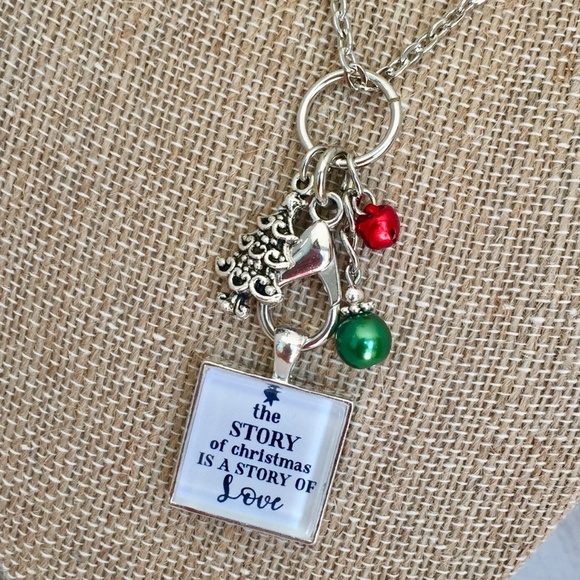 the
STORY
of christmas
IS A STORY OF
Love